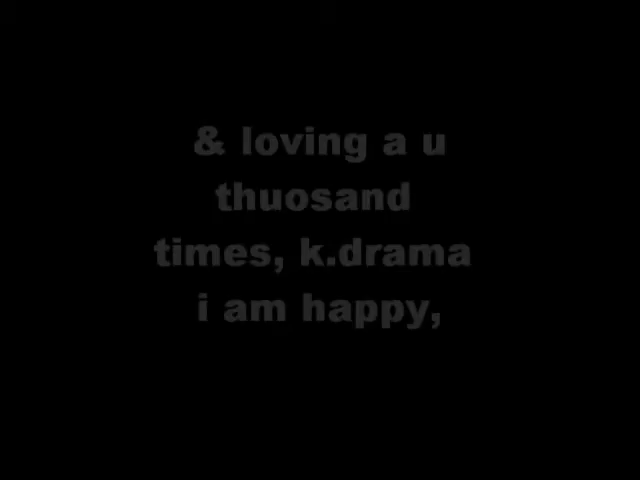 & loving a u
thuosand
times, k.drama
i am happy,